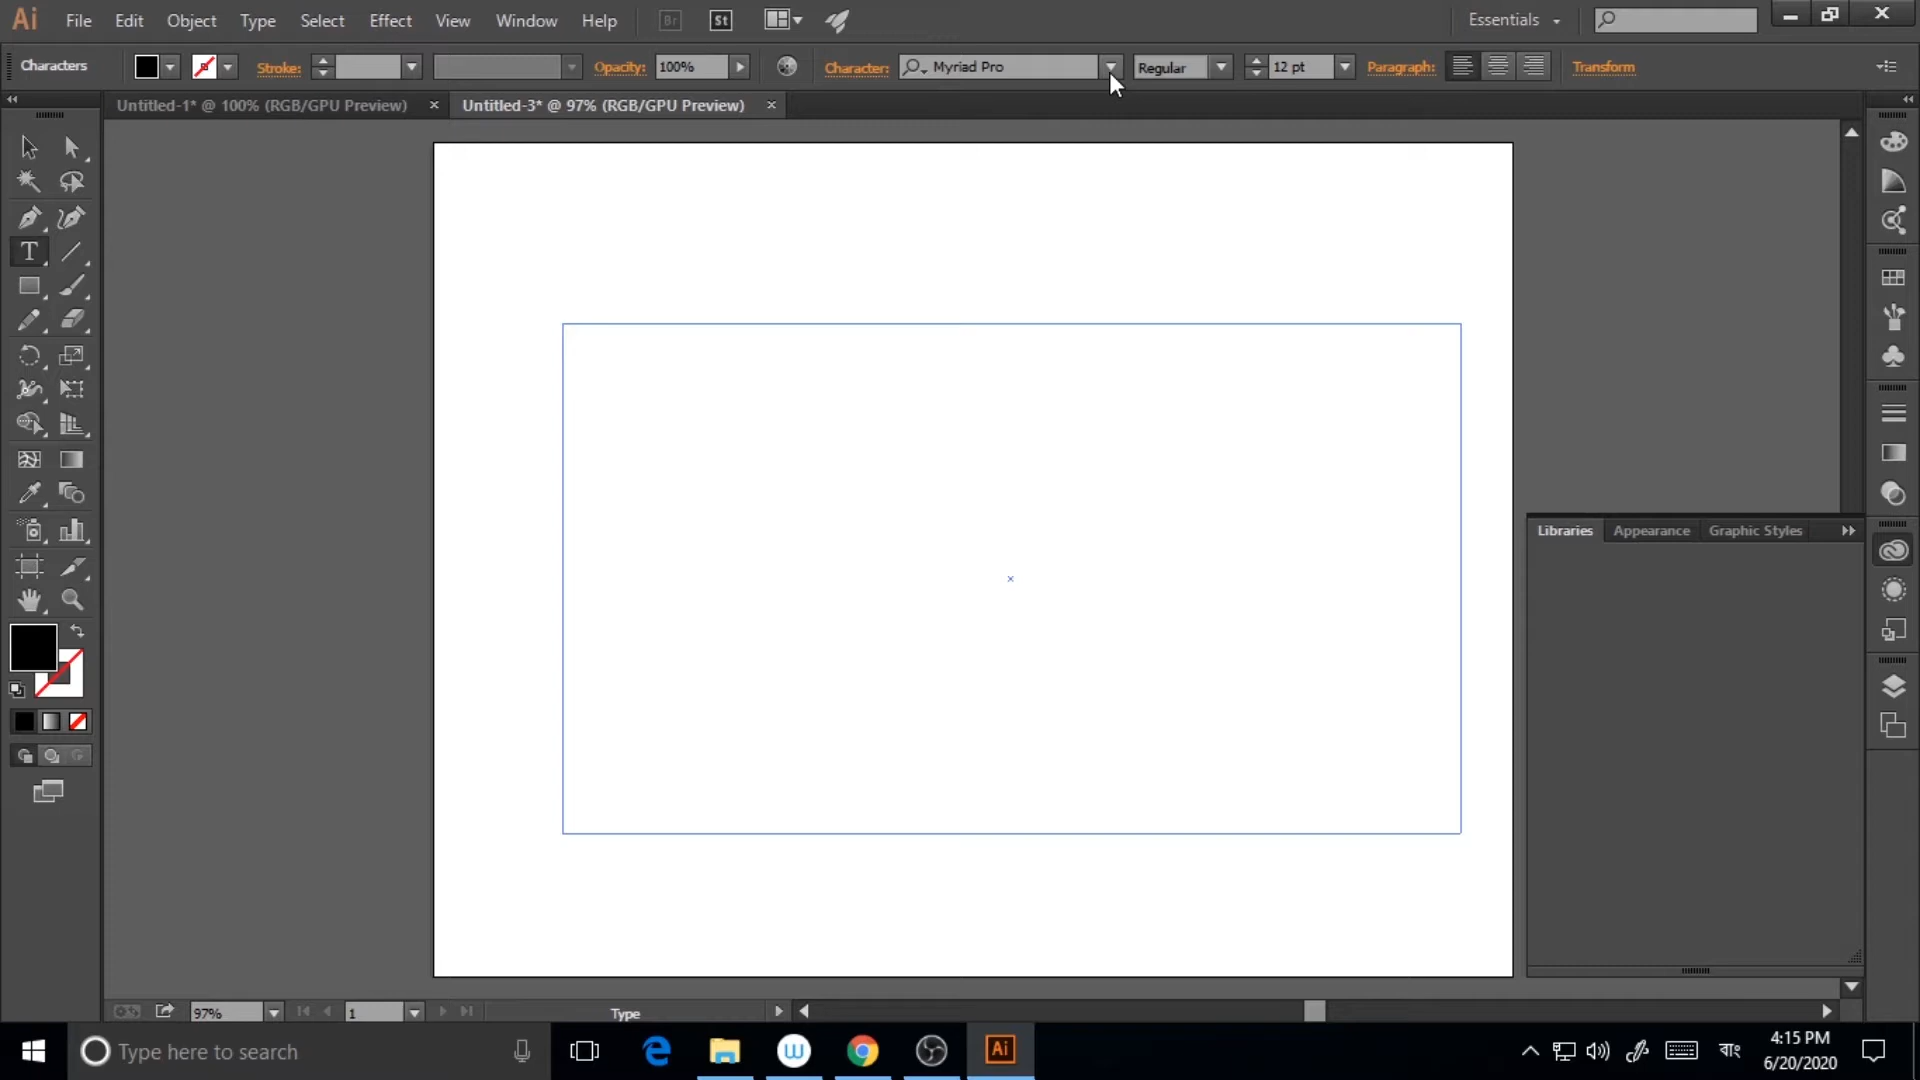 Ai File Edit Object Type Select Effect View Window Help Br St Essentials
Characters Stroke: Opacity: 100% Character: Myriad Pro Regular 12 pt Paragraph: Transform
Untitled-1* @ 100% (RGB/GPU Preview) × Untitled-3* @ 97% (RGB/GPU Preview) ×
T
Libraries Appearance Graphic Styles
97% 1 Type
Type here to search
Ai
বাং
4:15 PM
6/20/2020